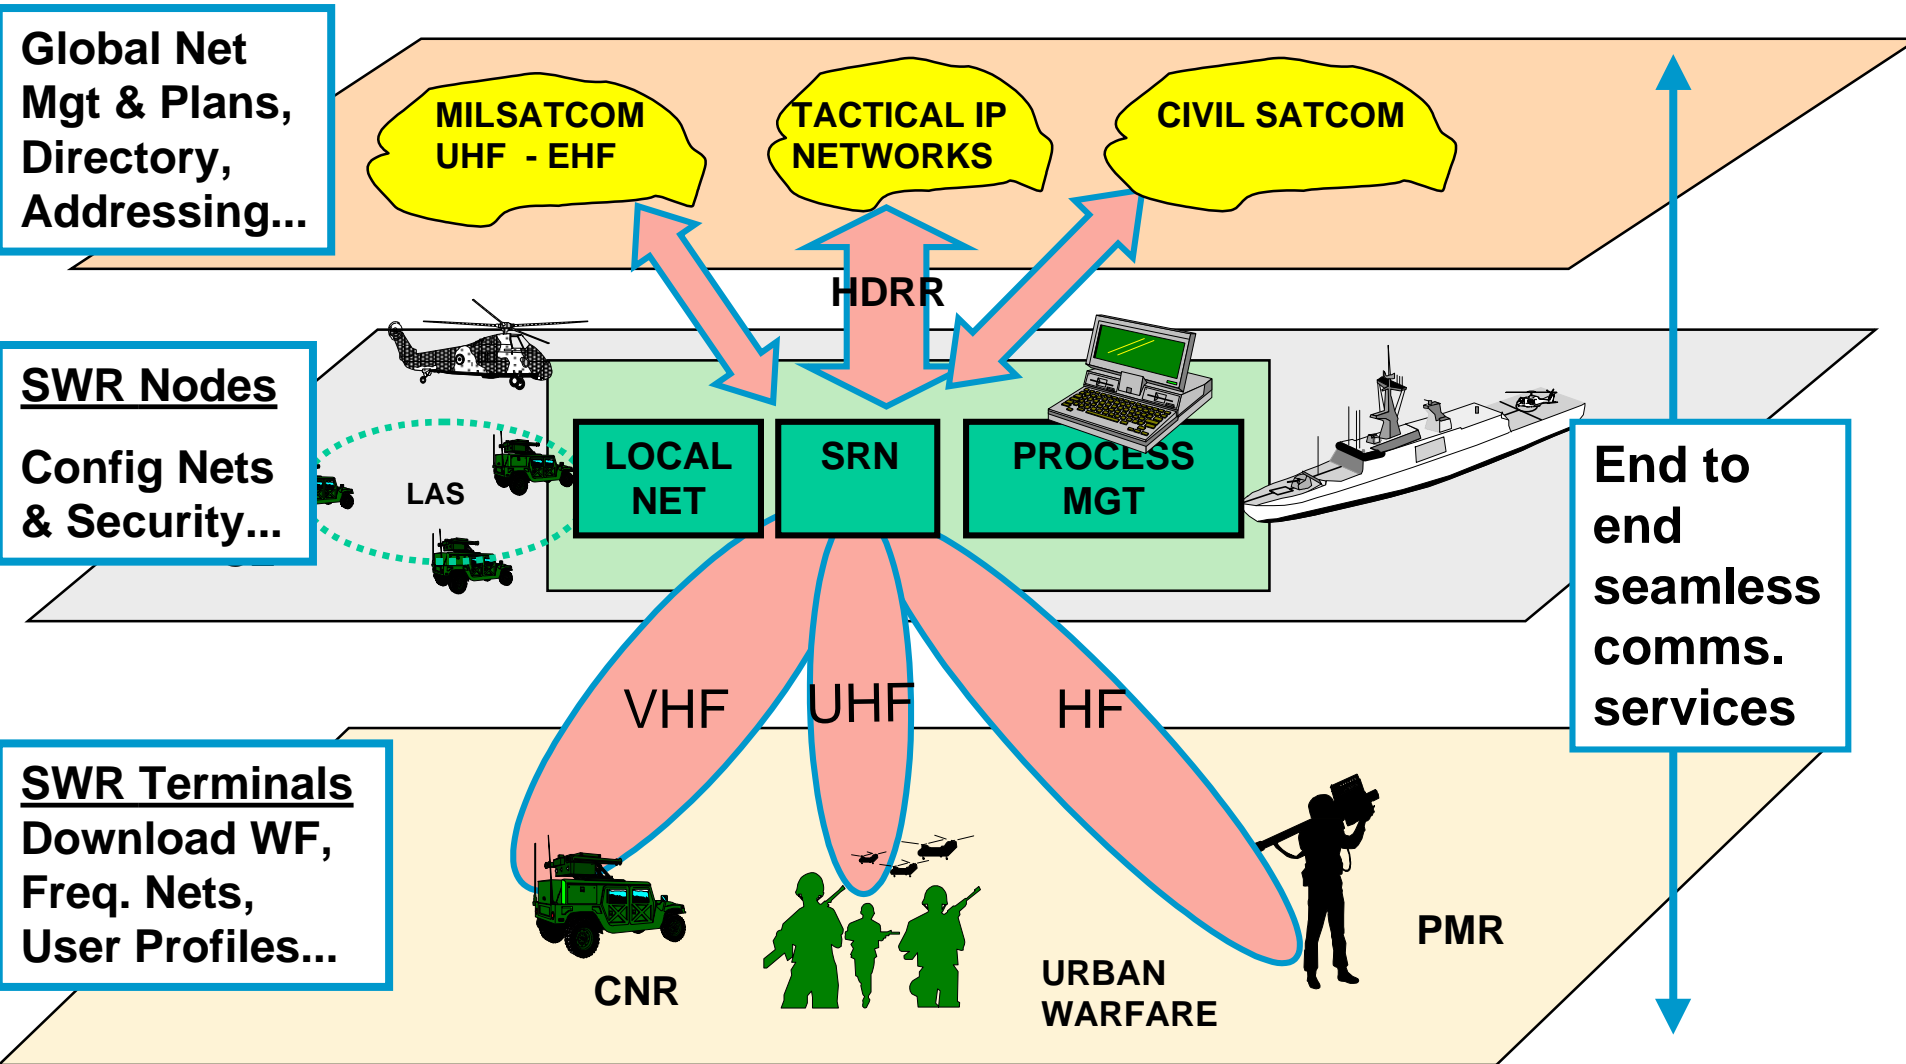 Global Net
Mgt & Plans,
Directory,
Addressing...
MILSATCOM
UHF - EHF
TACTICAL IP
NETWORKS
CIVIL SATCOM
HDRR
SWR Nodes
Config Nets
& Security...
LAS
LOCAL
NET
SRN
PROCESS
MGT
End to
end
seamless
comms.
services
VHF
UHF
HF
SWR Terminals
Download WF,
Freq. Nets,
User Profiles...
CNR
URBAN
WARFARE
PMR